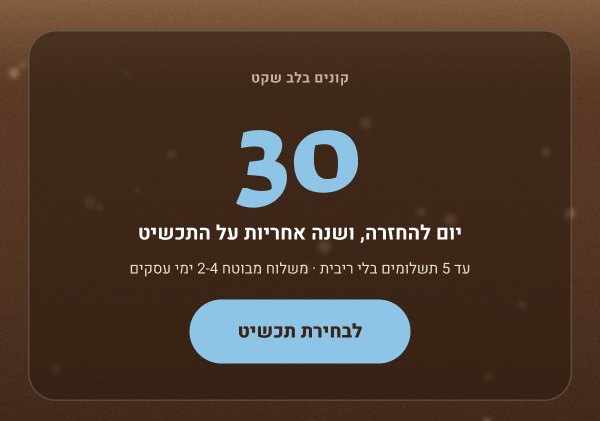 קונים בלב שקט
30
יום להחזרה, ושנה אחריות על התכשיט
עד 5 תשלומים בלי ריבית · משלוח מבוטח 2-4 ימי עסקים
לבחירת תכשיט